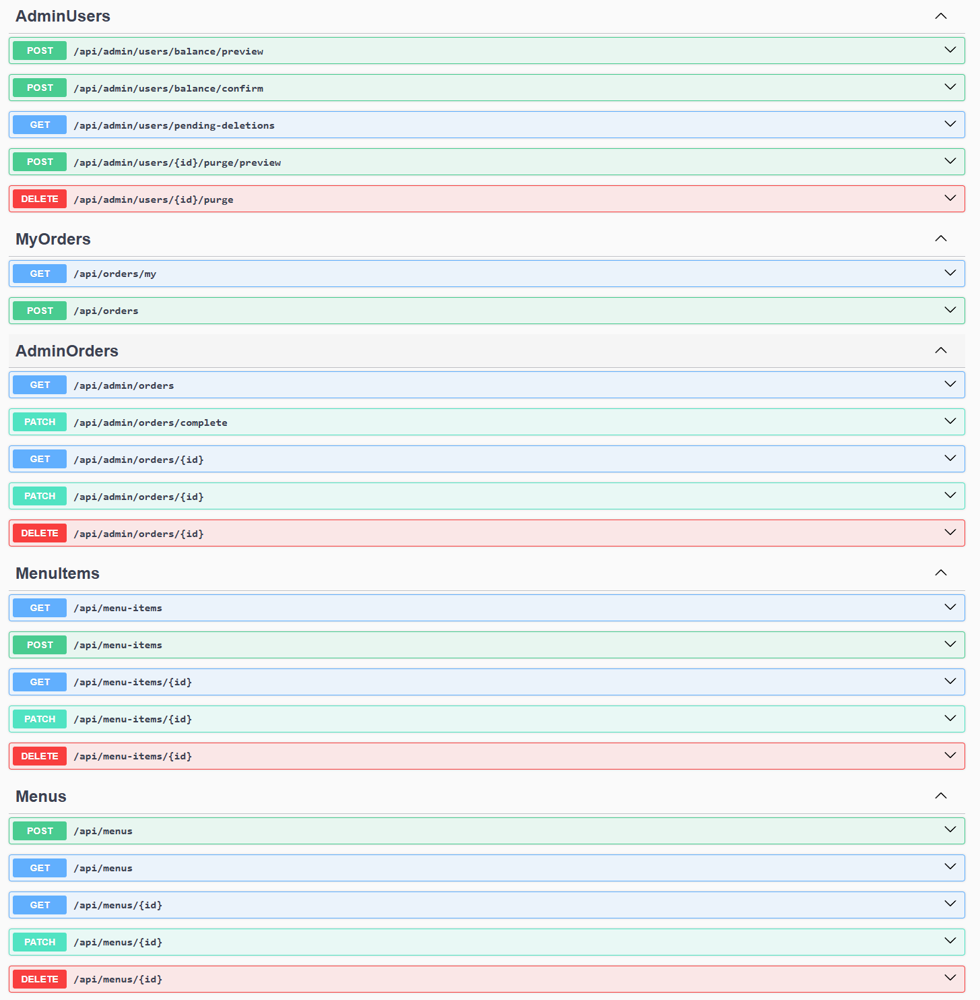 AdminUsers
POST /api/admin/users/balance/preview
POST /api/admin/users/balance/confirm
GET /api/admin/users/pending-deletions
POST /api/admin/users/{id}/purge/preview
DELETE /api/admin/users/{id}/purge
MyOrders
GET /api/orders/my
POST /api/orders
AdminOrders
GET /api/admin/orders
PATCH /api/admin/orders/complete
GET /api/admin/orders/{id}
PATCH /api/admin/orders/{id}
DELETE /api/admin/orders/{id}
MenuItems
GET /api/menu-items
POST /api/menu-items
GET /api/menu-items/{id}
PATCH /api/menu-items/{id}
DELETE /api/menu-items/{id}
Menus
POST /api/menus
GET /api/menus
GET /api/menus/{id}
PATCH /api/menus/{id}
DELETE /api/menus/{id}